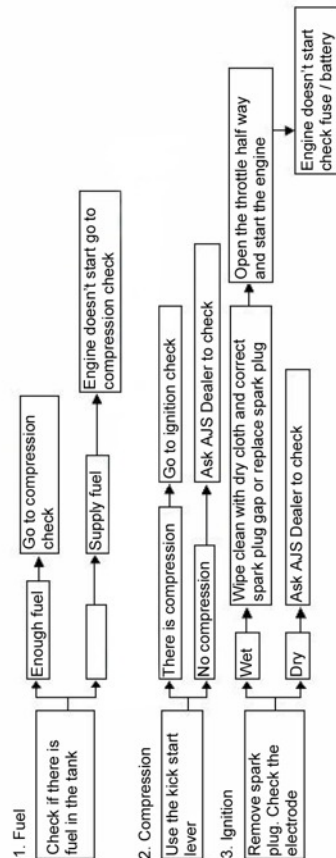 1. Fuel
Check if there is
fuel in the tank
Enough fuel
Go to compression
check
Supply fuel
Engine doesn't start go to
compression check
2. Compression
Use the kick start
lever
There is compression
Go to ignition check
No compression
Ask AJS Dealer to check
3. Ignition
Remove spark
plug. Check the
electrode
Wet
Wipe clean with dry cloth and correct
spark plug gap or replace spark plug
Open the throttle half way
and start the engine
Engine doesn't start
check fuse / battery
Dry
Ask AJS Dealer to check